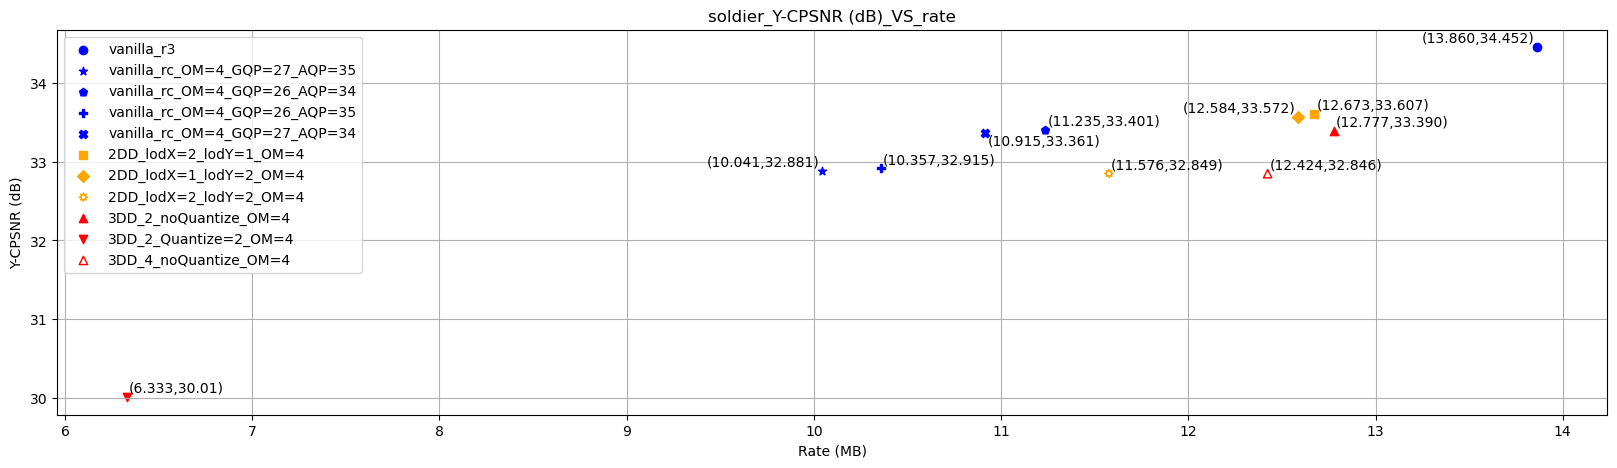 soldier_Y-CPSNR (dB)_VS_rate
vanilla_r3
vanilla_rc_OM=4_GQP=27_AQP=35
vanilla_rc_OM=4_GQP=26_AQP=34
vanilla_rc_OM=4_GQP=26_AQP=35
vanilla_rc_OM=4_GQP=27_AQP=34
2DD_lodX=2_lodY=1_OM=4
2DD_lodX=1_lodY=2_OM=4
2DD_lodX=2_lodY=2_OM=4
3DD_2_noQuantize_OM=4
3DD_2_Quantize=2_OM=4
3DD_4_noQuantize_OM=4
(13.860,34.452)
(12.584,33.572)
(12.673,33.607)
(12.777,33.390)
(11.235,33.401)
(10.915,33.361)
(10.041,32.881)
(10.357,32.915)
(11.576,32.849)
(12.424,32.846)
(6.333,30.01)
Y-CPSNR (dB)
34
33
32
31
30
6
7
8
9
10
11
12
13
14
Rate (MB)